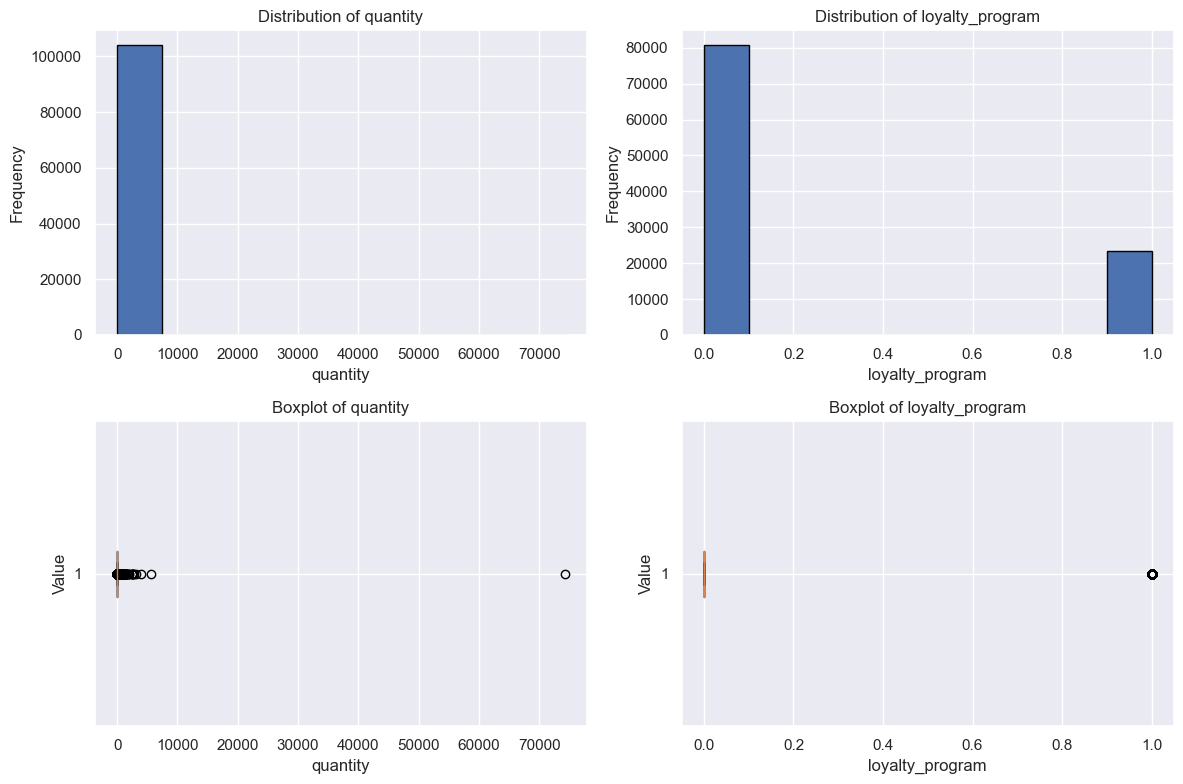 Distribution of quantity
Frequency
100000
80000
60000
40000
20000
0
0 10000 20000 30000 40000 50000 60000 70000
quantity
Distribution of loyalty_program
Frequency
80000
70000
60000
50000
40000
30000
20000
10000
0
0.0 0.2 0.4 0.6 0.8 1.0
loyalty_program
Boxplot of quantity
Value
1
0 10000 20000 30000 40000 50000 60000 70000
quantity
Boxplot of loyalty_program
Value
1
0.0 0.2 0.4 0.6 0.8 1.0
loyalty_program